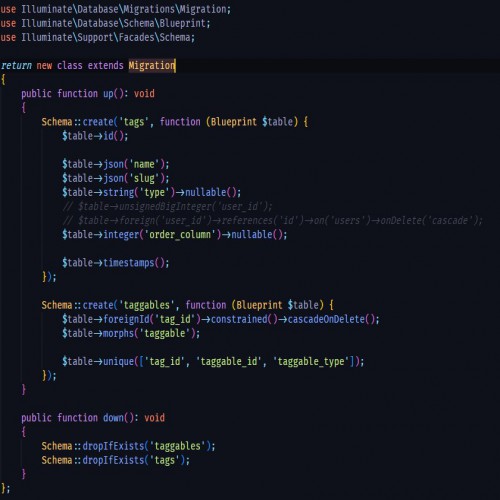 use Illuminate\Database\Migrations\Migration;
use Illuminate\Database\Schema\Blueprint;
use Illuminate\Support\Facades\Schema;

return new class extends Migration
{
    public function up(): void
    {
        Schema::create('tags', function (Blueprint $table) {
            $table->id();

            $table->json('name');
            $table->json('slug');
            $table->string('type')->nullable();
            // $table->unsignedBigInteger('user_id');
            // $table->foreign('user_id')->references('id')->on('users')->onDelete('cascade');
            $table->integer('order_column')->nullable();

            $table->timestamps();
        });

        Schema::create('taggables', function (Blueprint $table) {
            $table->foreignId('tag_id')->constrained()->cascadeOnDelete();
            $table->morphs('taggable');

            $table->unique(['tag_id', 'taggable_id', 'taggable_type']);
        });
    }

    public function down(): void
    {
        Schema::dropIfExists('taggables');
        Schema::dropIfExists('tags');
    }
};